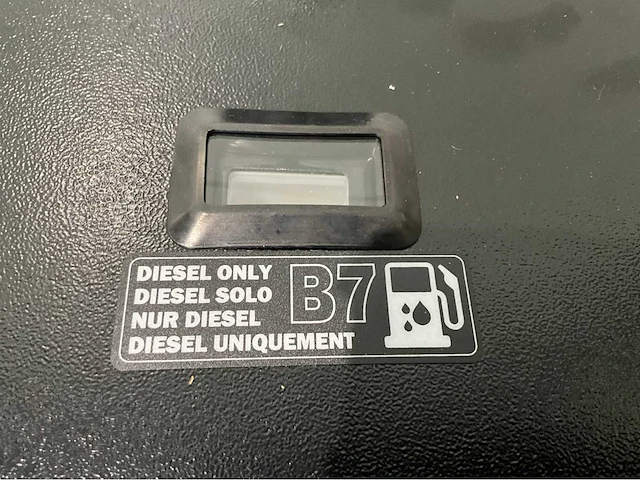 DIESEL ONLY
DIESEL SOLO
NUR DIESEL
DIESEL UNIQUEMENT
B7